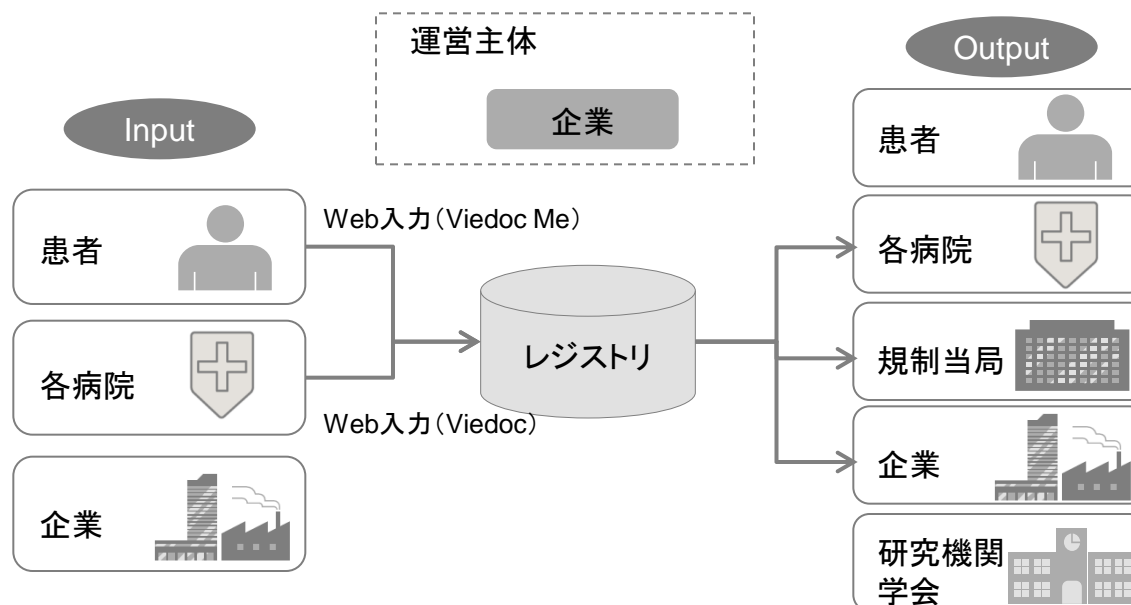 運営主体
企業
Input
患者
Web入力(Viedoc Me)
各病院
Web入力(Viedoc)
企業
レジストリ
Output
患者
各病院
規制当局
企業
研究機関
学会